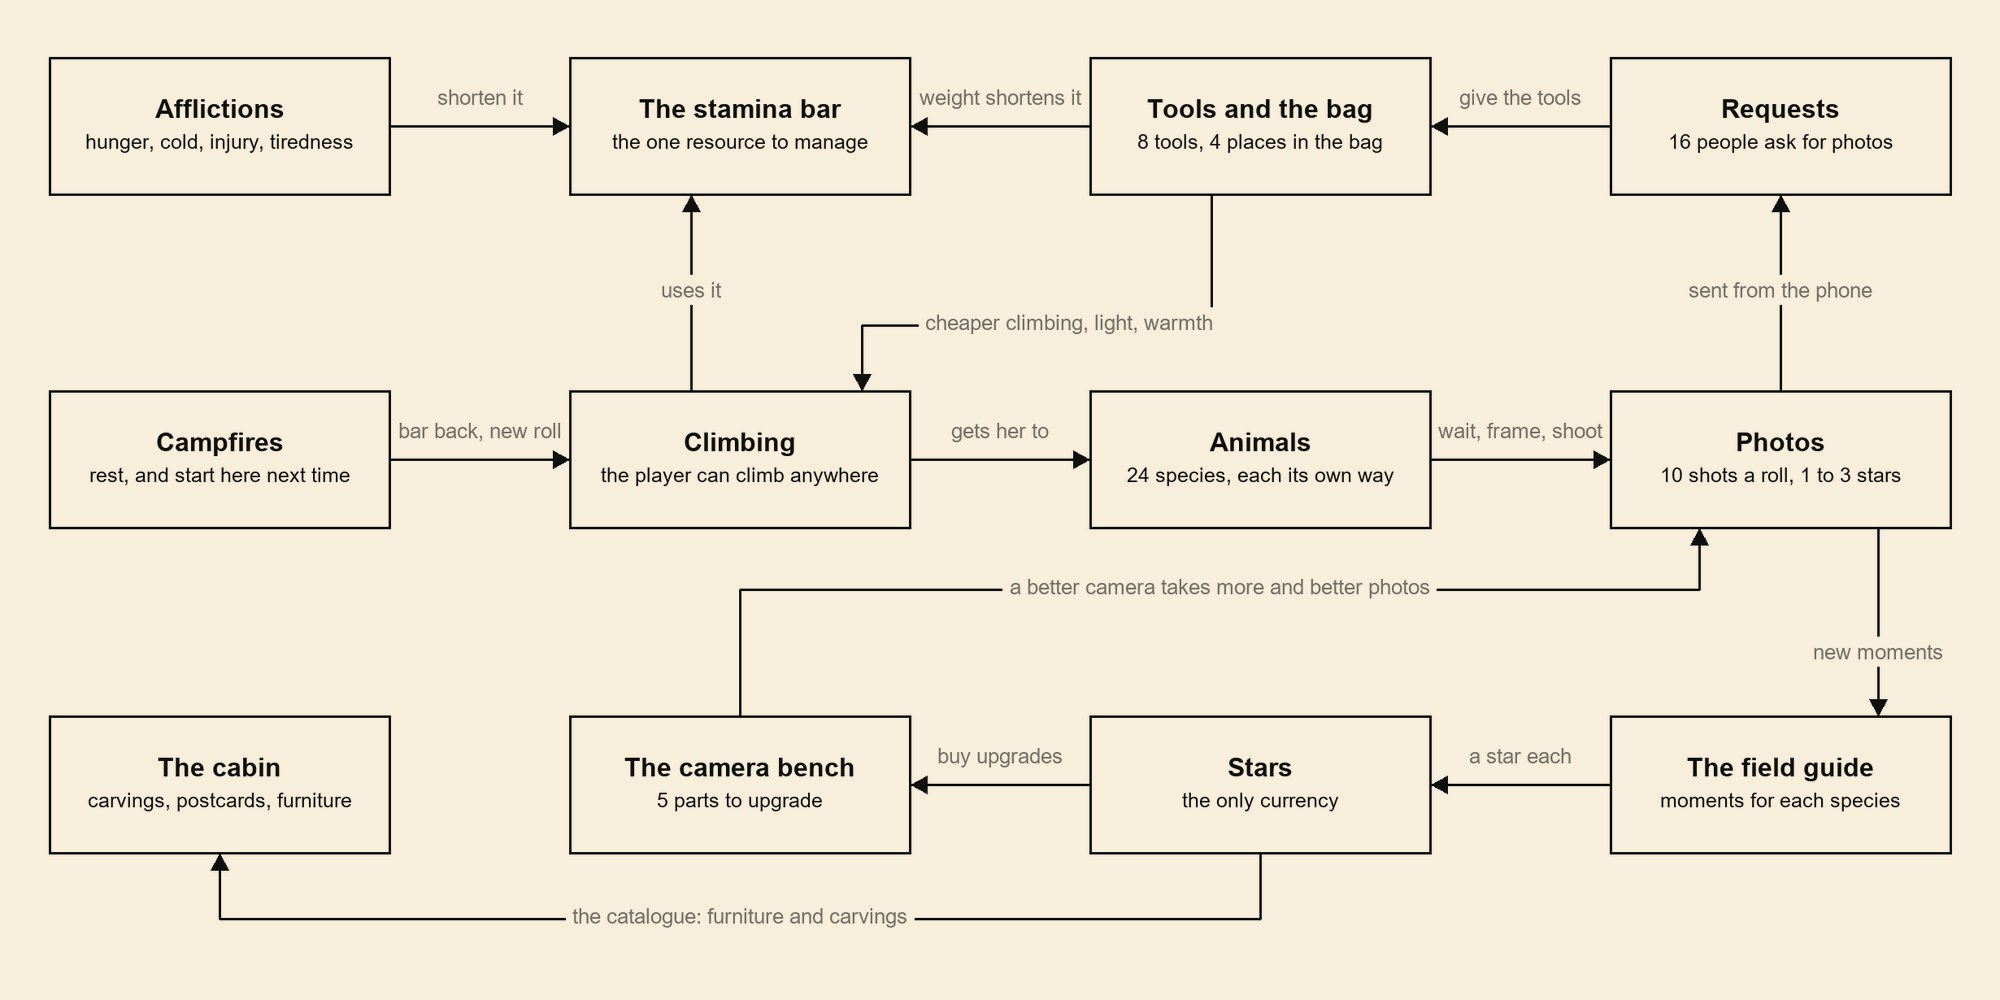 Afflictions
hunger, cold, injury, tiredness
shorten it
The stamina bar
the one resource to manage
weight shortens it
Tools and the bag
8 tools, 4 places in the bag
give the tools
Requests
16 people ask for photos
uses it
cheaper climbing, light, warmth
sent from the phone
Campfires
rest, and start here next time
bar back, new roll
Climbing
the player can climb anywhere
gets her to
Animals
24 species, each its own way
wait, frame, shoot
Photos
10 shots a roll, 1 to 3 stars
a better camera takes more and better photos
new moments
The cabin
carvings, postcards, furniture
The camera bench
5 parts to upgrade
buy upgrades
Stars
the only currency
a star each
The field guide
moments for each species
the catalogue: furniture and carvings